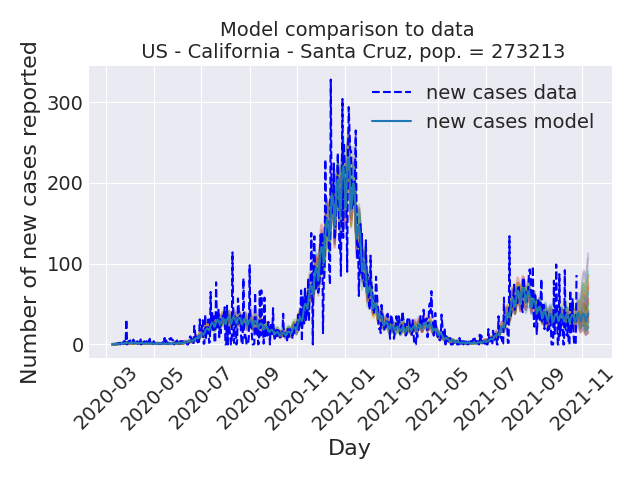 Model comparison to data
US - California - Santa Cruz, pop. = 273213
Number of new cases reported
300
200
100
0
new cases data
new cases model
2020-03
2020-05
2020-07
2020-09
2020-11
2021-01
2021-03
2021-05
2021-07
2021-09
2021-11
Day